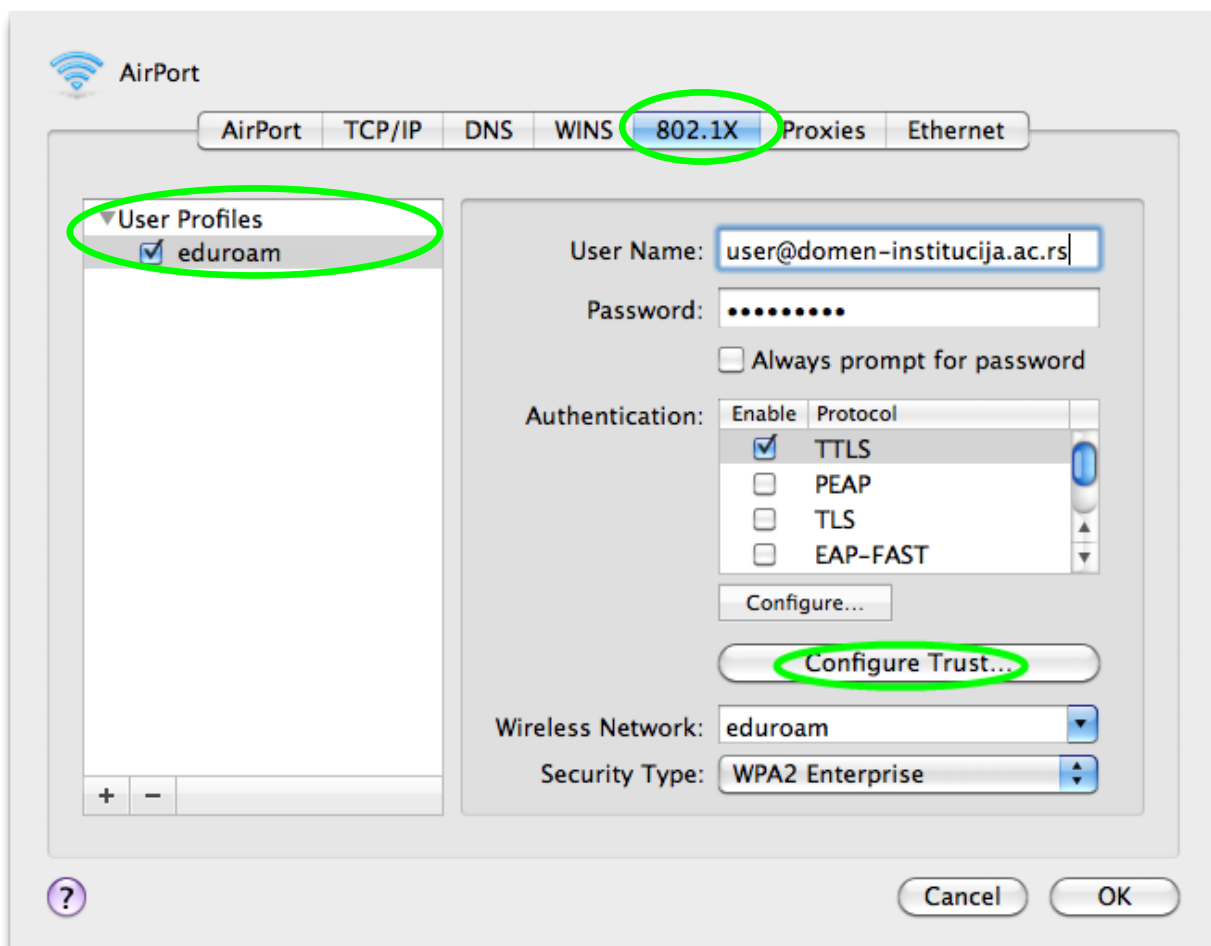 AirPort
AirPort TCP/IP DNS WINS 802.1X Proxies Ethernet
User Profiles
eduroam
User Name: user@domen-institucija.ac.rs
Password: •••••••••
Always prompt for password
Authentication: Enable Protocol
TTLS
PEAP
TLS
EAP-FAST
Configure...
Configure Trust...
Wireless Network: eduroam
Security Type: WPA2 Enterprise
+ −
? Cancel OK